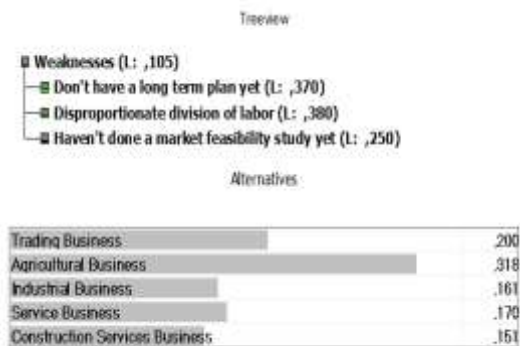 Treeview
Weaknesses (L: ,105)
Don't have a long term plan yet (L: ,370)
Disproportionate division of labor (L: ,380)
Haven't done a market feasibility study yet (L: ,250)
Alternatives
Trading Business ,200
Agricultural Business ,318
Industrial Business ,161
Service Business ,170
Construction Services Business ,151